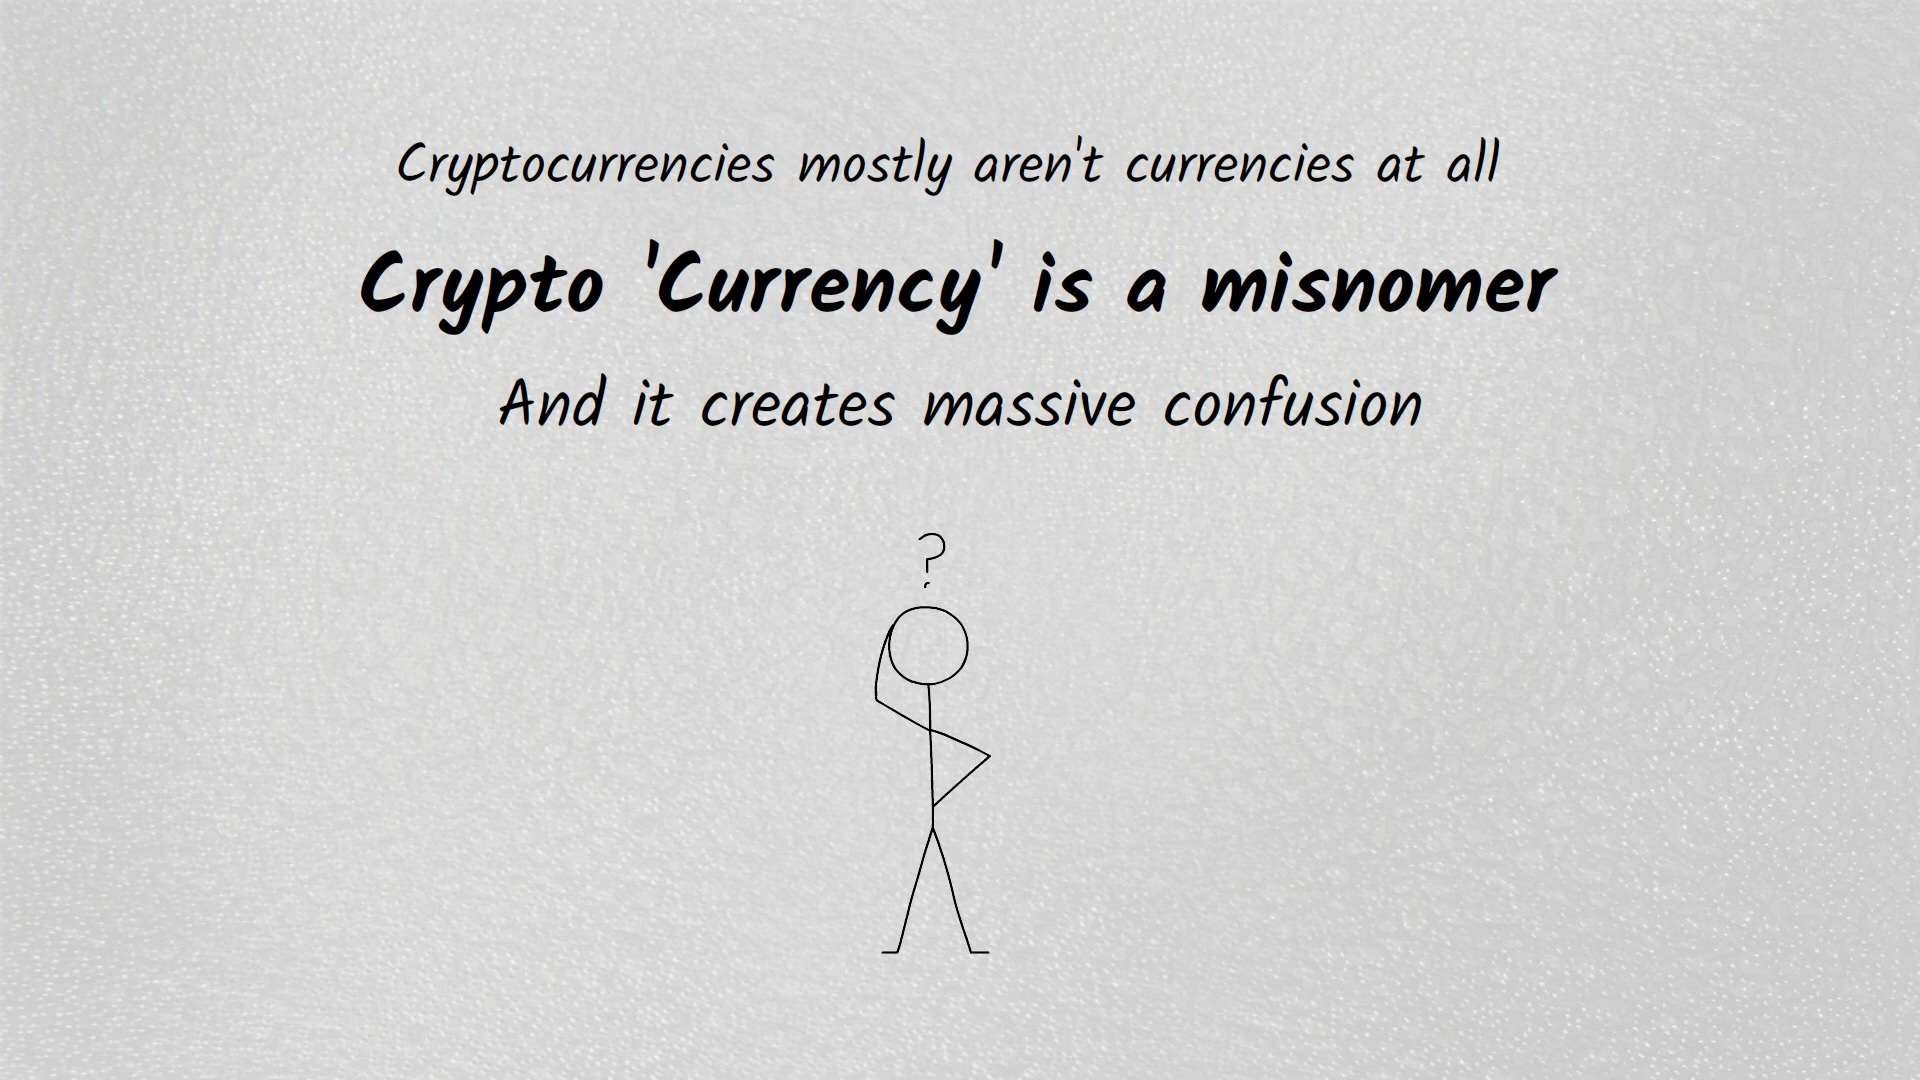 Cryptocurrencies mostly aren't currencies at all
Crypto 'Currency' is a misnomer
And it creates massive confusion
?